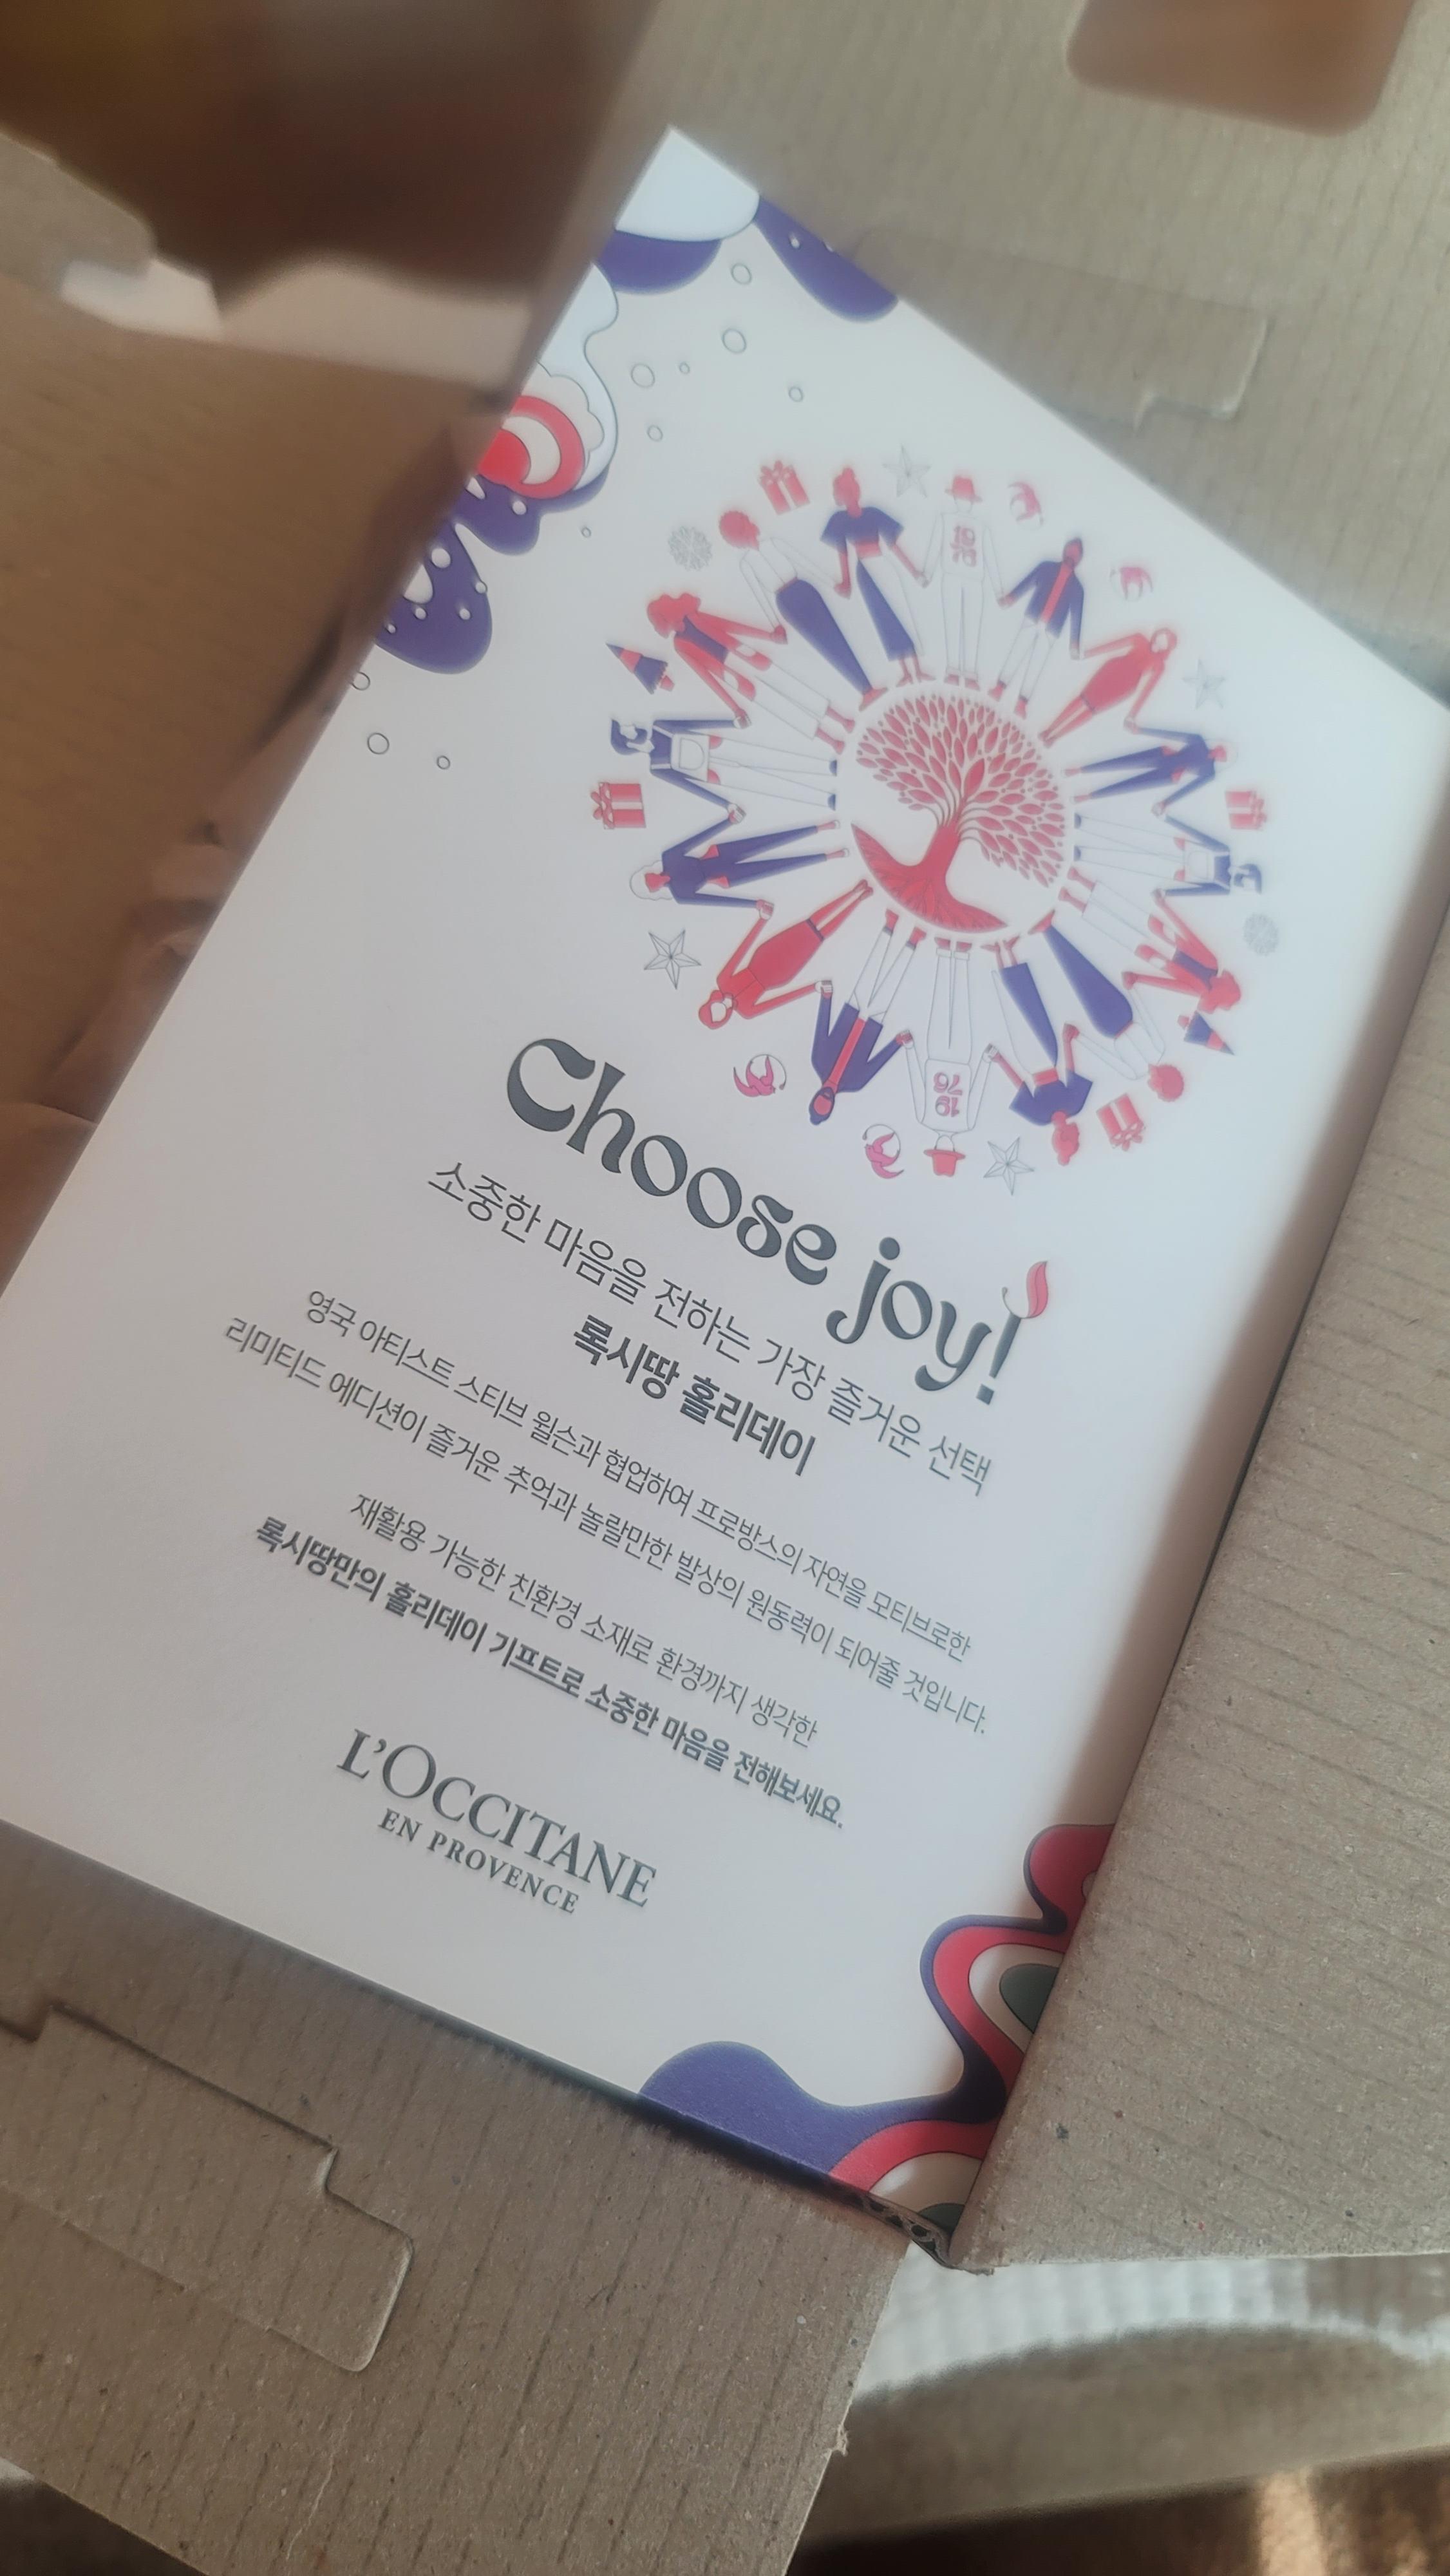 19
76
Choose joy!
소중한 마음을 전하는 가장 즐거운 선택
록시땅 홀리데이
영국 아티스트 스티브 윌슨과 협업하여 프로방스의 자연을 모티브로한
리미티드 에디션이 즐거운 추억과 놀랄만한 발상의 원동력이 되어줄 것입니다.
재활용 가능한 친환경 소재로 환경까지 생각한
록시땅만의 홀리데이 기프트로 소중한 마음을 전해보세요.
L'OCCITANE
EN PROVENCE